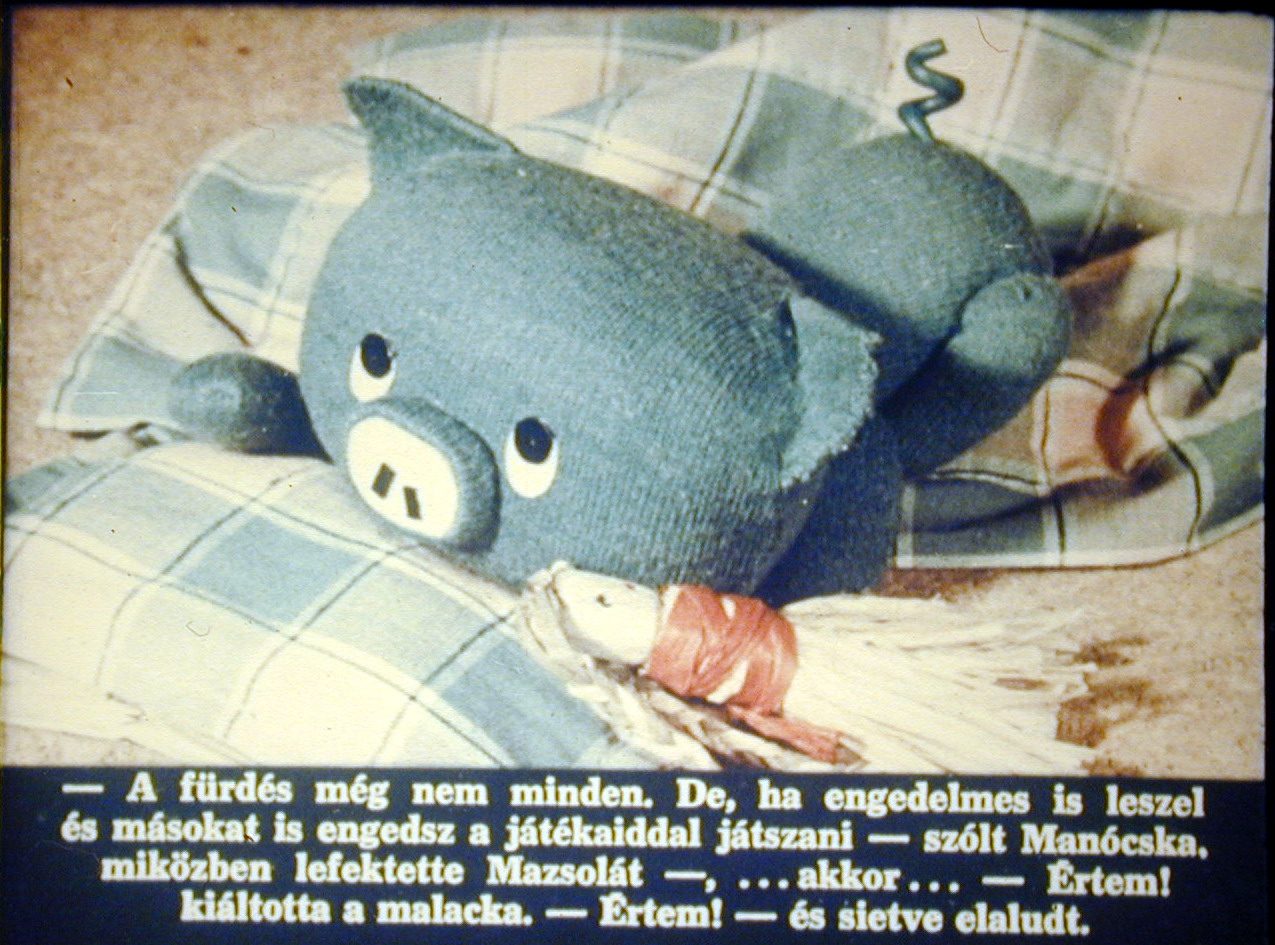 — A fürdés még nem minden. De, ha engedelmes is leszel
és másokat is engedsz a játékaiddal játszani — szólt Manócska,
miközben lefektette Mazsolát —, ...akkor... — Értem!
kiáltotta a malacka. — Értem! — és sietve elaludt.